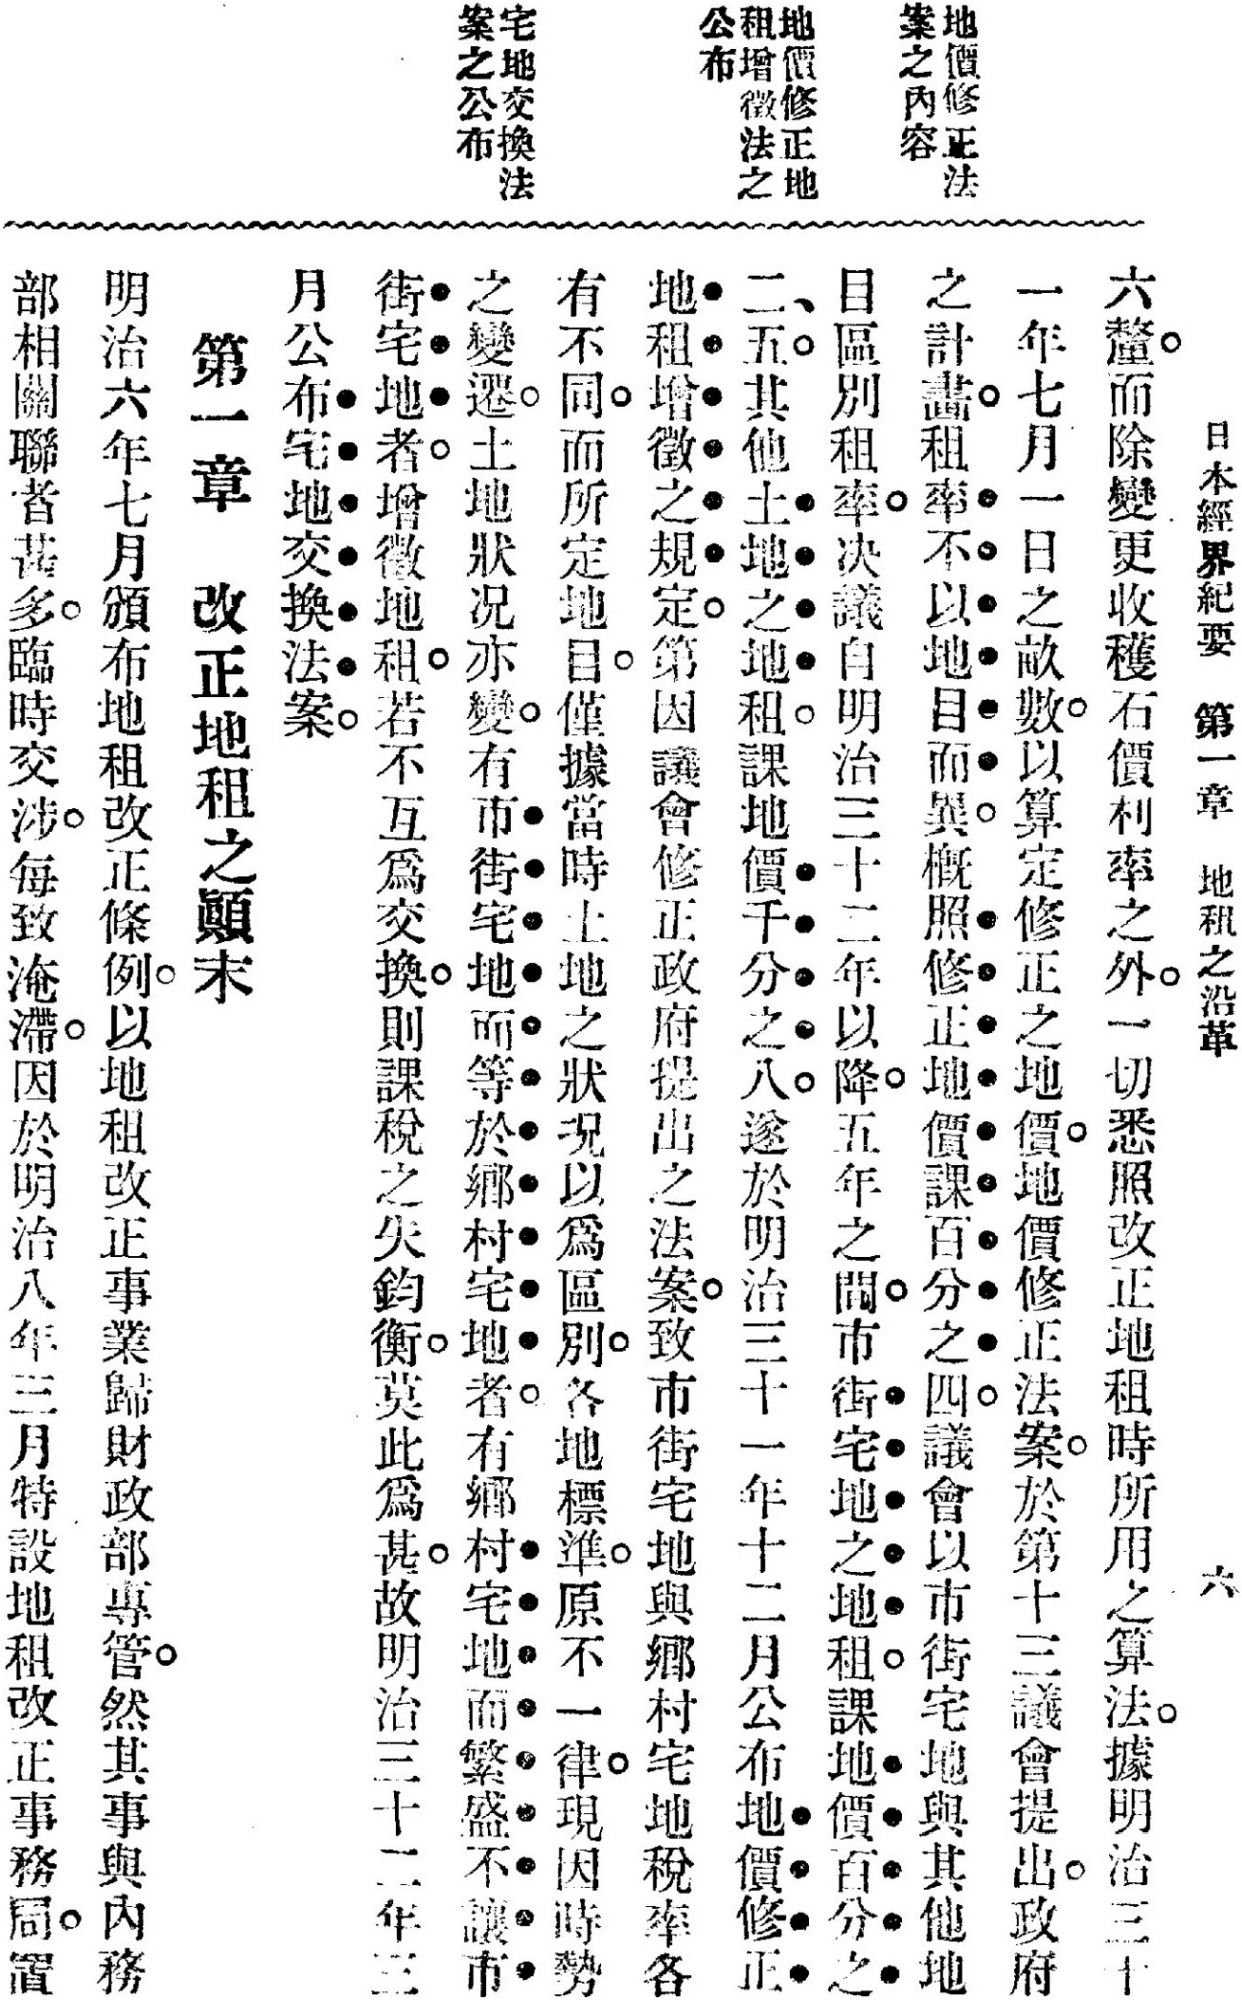 日本經界紀要　第一章　地租之沿革　六
地價修正法
案之內容
地價修正地
租增徵法之
公布
宅地交換法
案之公布
六釐。而除變更收穫石價利率之外。一切悉照改正地租時所用之算法。據明治三十
一年七月一日之畝數。以算定修正之地價。地價修正法案。於第十三議會提出。政府
之計畫。租率不以地目而異。槪照修正地價課百分之四。議會以市街宅地與其他地
目區別租率。決議自明治三十二年以降。五年之間。市街宅地之地租。課地價百分之
二、五。其他土地之地租。課地價千分之八。遂於明治三十一年十二月公布地價修正
地租增徵之規定。第因議會修正政府提出之法案。致市街宅地與鄕村宅地稅率各
有不同。而所定地目。僅據當時土地之狀況以爲區別。各地標準。原不一律。現因時勢
之變遷。土地狀况亦變。有市街宅地而等於鄕村宅地者。有鄕村宅地而繁盛不讓市
街宅地者。增徵地租。若不互爲交換。則課稅之失鈞衡。莫此爲甚。故明治三十二年三
月公布宅地交換法案。
第一章　改正地租之顚末
明治六年七月頒布地租改正條例。以地租改正事業歸財政部專管。然其事與內務
部相關聯者甚多。臨時交涉。每致淹滯。因於明治八年三月特設地租改正事務局。置